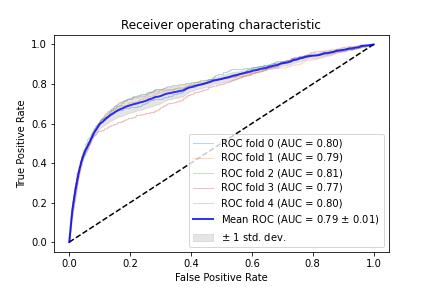 Receiver operating characteristic
True Positive Rate
1.0
0.8
0.6
0.4
0.2
0.0
ROC fold 0 (AUC = 0.80)
ROC fold 1 (AUC = 0.79)
ROC fold 2 (AUC = 0.81)
ROC fold 3 (AUC = 0.77)
ROC fold 4 (AUC = 0.80)
Mean ROC (AUC = 0.79 ± 0.01)
± 1 std. dev.
0.0 0.2 0.4 0.6 0.8 1.0
False Positive Rate